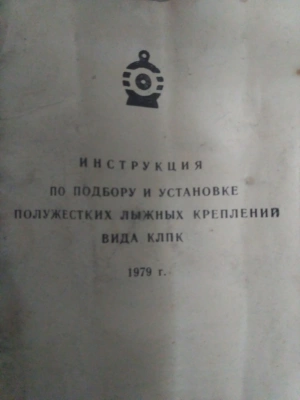 ИНСТРУКЦИЯ
ПО ПОДБОРУ И УСТАНОВКЕ
ПОЛУЖЕСТКИХ ЛЫЖНЫХ КРЕПЛЕНИЙ
ВИДА КЛПК
1979 г.